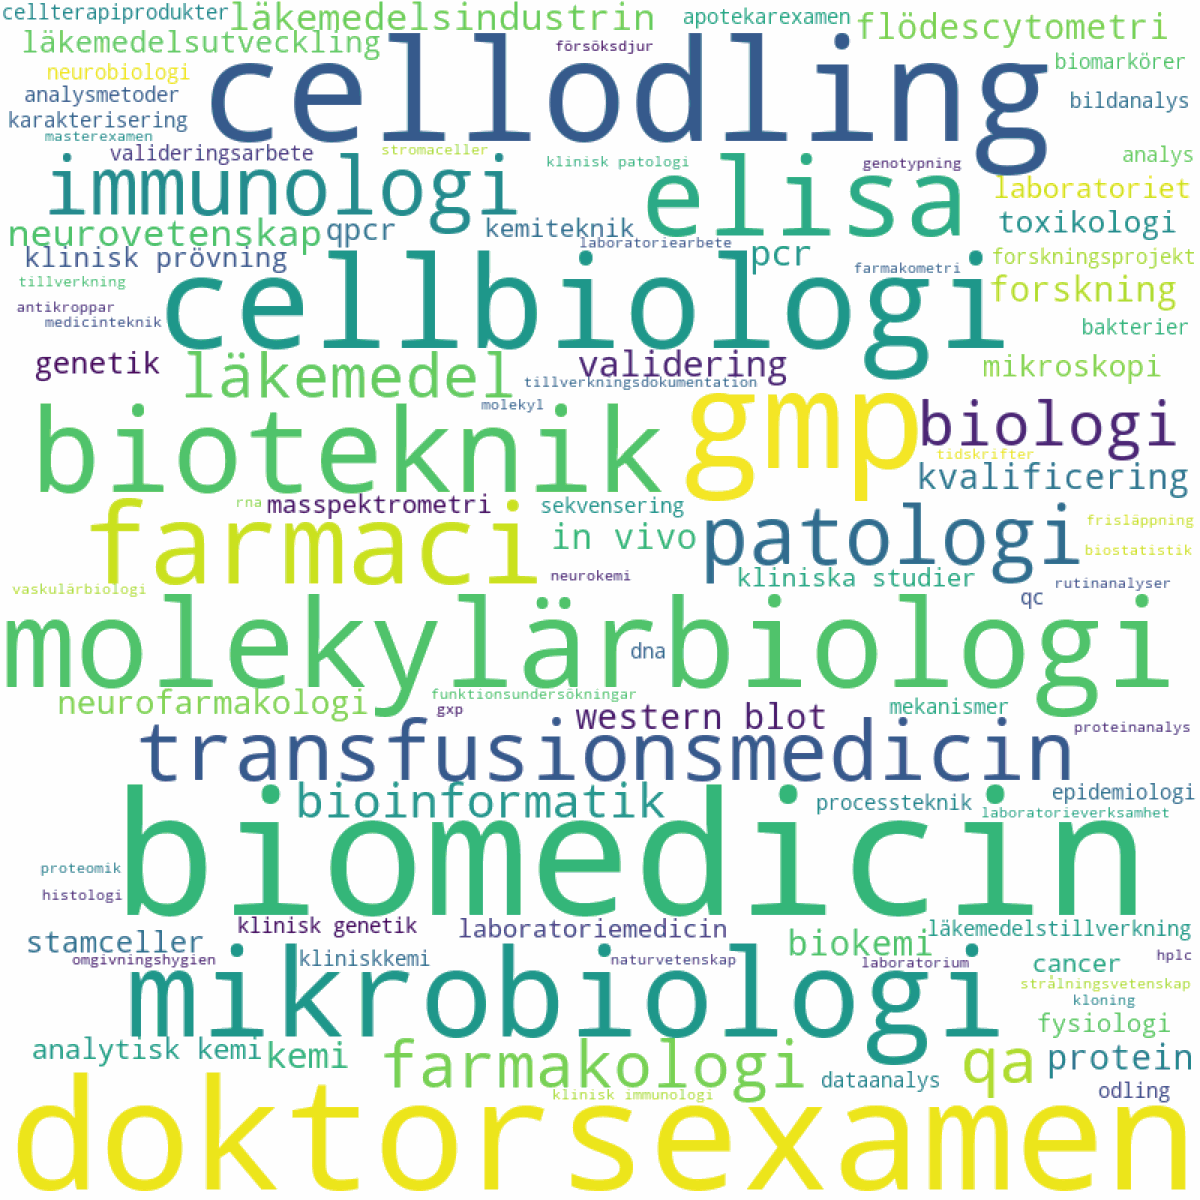 cellterapiprodukter
läkemedelsindustrin
apotekarexamen
flödescytometri
läkemedelsutveckling
försöksdjur
cellodling
biomarkörer
neurobiologi
analysmetoder
bildanalys
karakterisering
masterexamen
valideringsarbete
stromaceller
klinisk patologi
genotypning
analys
immunologi
elisa
laboratoriet
neurovetenskap
qpcr
kemiteknik
toxikologi
laboratoriearbete
klinisk prövning
pcr
forskningsprojekt
farmakometri
tillverkning
cellbiologi
forskning
antikroppar
medicinteknik
bakterier
genetik
läkemedel
validering
mikroskopi
tillverkningsdokumentation
molekyl
bioteknik
gmp
biologi
tidskrifter
kvalificering
rna
masspektrometri
sekvensering
farmaci
in vivo
patologi
frisläppning
biostatistik
neurokemi
kliniska studier
rutinanalyser
vaskulärbiologi
qc
molekylärbiologi
dna
neurofarmakologi
funktionsundersökningar
gxp
western blot
mekanismer
proteinanalys
transfusionsmedicin
bioinformatik
processteknik
epidemiologi
laboratorieverksamhet
biomedicin
proteomik
histologi
klinisk genetik
laboratoriemedicin
läkemedelstillverkning
stamceller
biokemi
omgivningshygien
kliniskkemi
naturvetenskap
laboratorium
cancer
hplc
mikrobiologi
strålningsvetenskap
kloning
fysiologi
analytisk kemi
kemi
farmakologi
qa
protein
dataanalys
odling
klinisk immunologi
doktorsexamen